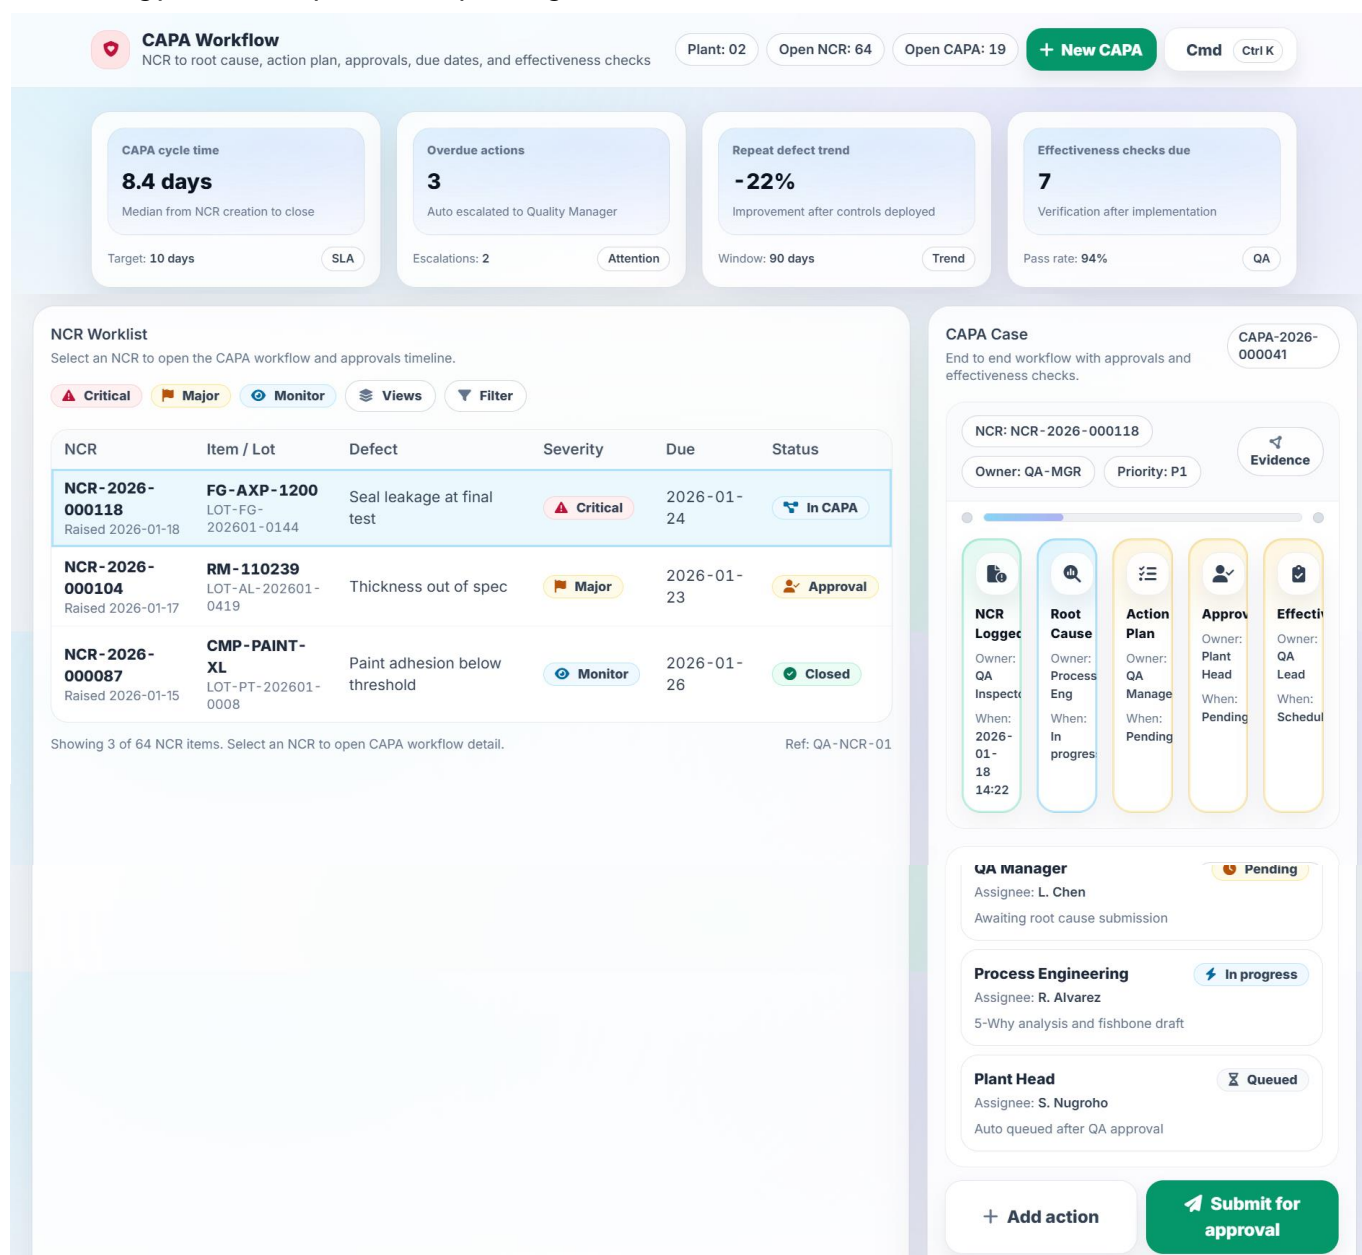 CAPA Workflow
NCR to root cause, action plan, approvals, due dates, and effectiveness checks
Plant: 02
Open NCR: 64
Open CAPA: 19
+ New CAPA
Cmd Ctrl K
CAPA cycle time
8.4 days
Median from NCR creation to close
Target: 10 days
SLA
Overdue actions
3
Auto escalated to Quality Manager
Escalations: 2
Attention
Repeat defect trend
-22%
Improvement after controls deployed
Window: 90 days
Trend
Effectiveness checks due
7
Verification after implementation
Pass rate: 94%
QA
NCR Worklist
Select an NCR to open the CAPA workflow and approvals timeline.
Critical
Major
Monitor
Views
Filter
NCR Item / Lot Defect Severity Due Status
NCR-2026-
000118
Raised 2026-01-18
FG-AXP-1200
LOT-FG-
202601-0144
Seal leakage at final
test
Critical
2026-01-
24
In CAPA
NCR-2026-
000104
Raised 2026-01-17
RM-110239
LOT-AL-202601-
0419
Thickness out of spec
Major
2026-01-
23
Approval
NCR-2026-
000087
Raised 2026-01-15
CMP-PAINT-
XL
LOT-PT-202601-
0008
Paint adhesion below
threshold
Monitor
2026-01-
26
Closed
Showing 3 of 64 NCR items. Select an NCR to open CAPA workflow detail.
Ref: QA-NCR-01
CAPA Case
End to end workflow with approvals and
effectiveness checks.
CAPA-2026-
000041
NCR: NCR-2026-000118
Owner: QA-MGR
Priority: P1
Evidence
NCR
Logged
Owner:
QA
Inspecto
When:
2026-
01-
18
14:22
Root
Cause
Owner:
Process
Eng
When:
In
progres
Action
Plan
Owner:
QA
Manage
When:
Pending
Approv
Owner:
Plant
Head
When:
Pending
Effecti
Owner:
QA
Lead
When:
Schedul
QA Manager
Pending
Assignee: L. Chen
Awaiting root cause submission
Process Engineering
In progress
Assignee: R. Alvarez
5-Why analysis and fishbone draft
Plant Head
Queued
Assignee: S. Nugroho
Auto queued after QA approval
+ Add action
Submit for
approval